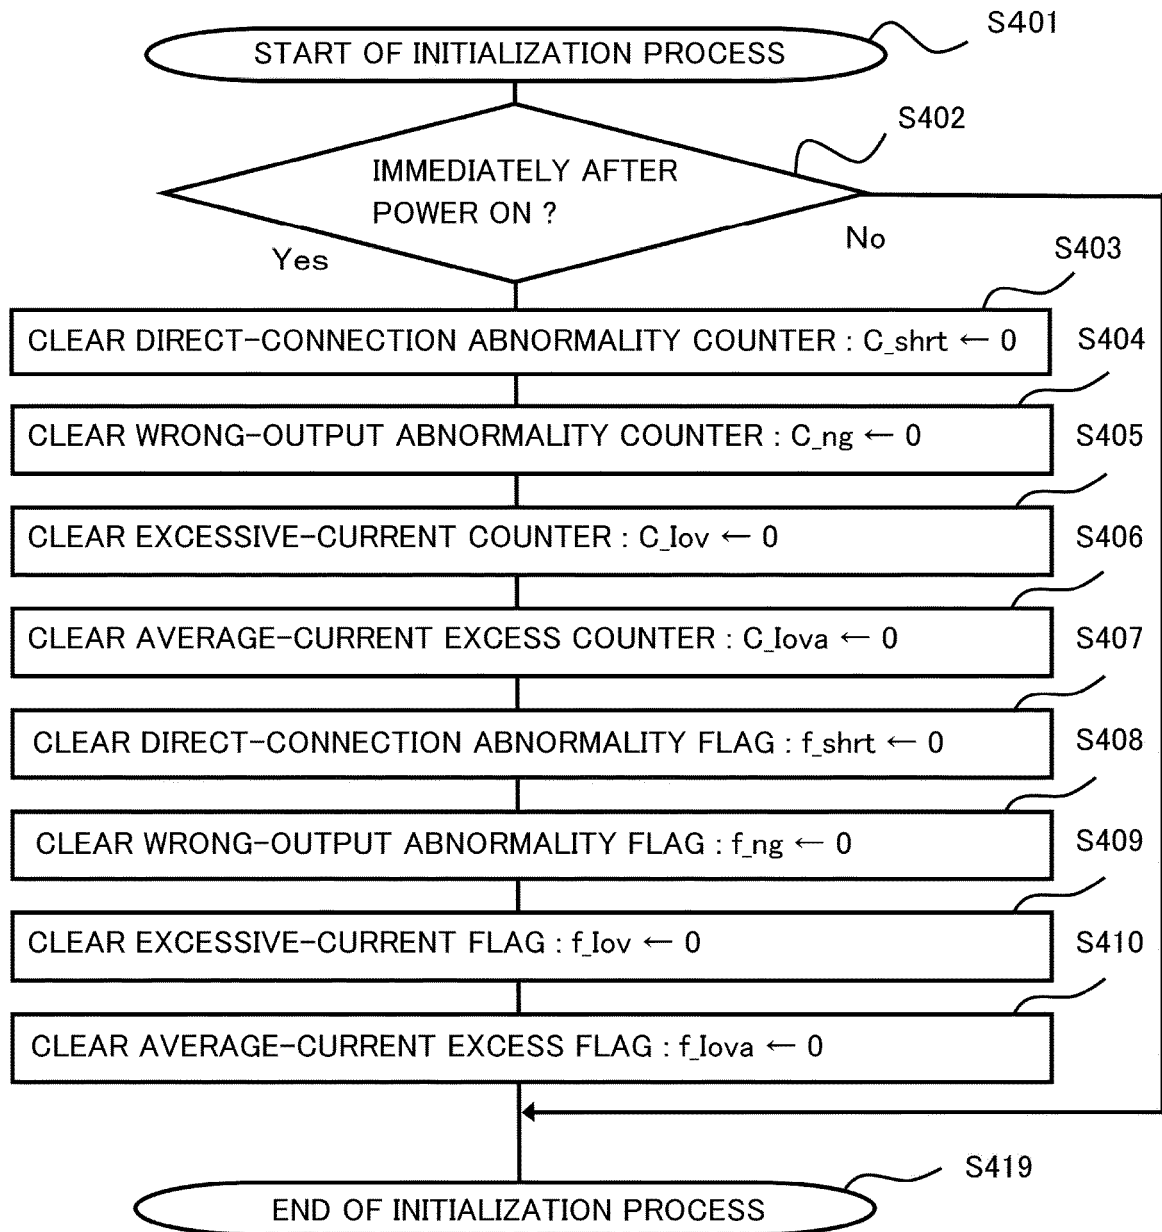 S401
START OF INITIALIZATION PROCESS
S402
IMMEDIATELY AFTER
POWER ON ?
Yes
No
S403
CLEAR DIRECT-CONNECTION ABNORMALITY COUNTER : C_shrt ← 0
S404
CLEAR WRONG-OUTPUT ABNORMALITY COUNTER : C_ng ← 0
S405
CLEAR EXCESSIVE-CURRENT COUNTER : C_Iov ← 0
S406
CLEAR AVERAGE-CURRENT EXCESS COUNTER : C_Iova ← 0
S407
CLEAR DIRECT-CONNECTION ABNORMALITY FLAG : f_shrt ← 0
S408
CLEAR WRONG-OUTPUT ABNORMALITY FLAG : f_ng ← 0
S409
CLEAR EXCESSIVE-CURRENT FLAG : f_Iov ← 0
S410
CLEAR AVERAGE-CURRENT EXCESS FLAG : f_Iova ← 0
S419
END OF INITIALIZATION PROCESS